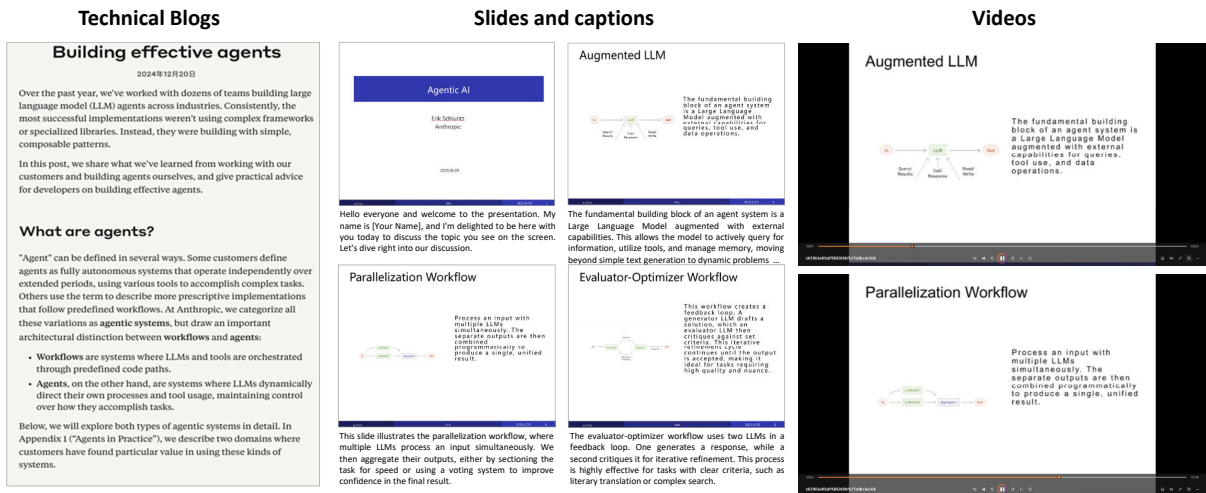 Technical Blogs
Building effective agents
2024年12月20日
Over the past year, we've worked with dozens of teams building large
language model (LLM) agents across industries. Consistently, the
most successful implementations weren't using complex frameworks
or specialized libraries. Instead, they were building with simple,
composable patterns.
In this post, we share what we've learned from working with our
customers and building agents ourselves, and give practical advice
for developers on building effective agents.
What are agents?
"Agent" can be defined in several ways. Some customers define
agents as fully autonomous systems that operate independently over
extended periods, using various tools to accomplish complex tasks.
Others use the term to describe more prescriptive implementations
that follow predefined workflows. At Anthropic, we categorize all
these variations as agentic systems, but draw an important
architectural distinction between workflows and agents:
• Workflows are systems where LLMs and tools are orchestrated
through predefined code paths.
• Agents, on the other hand, are systems where LLMs dynamically
direct their own processes and tool usage, maintaining control
over how they accomplish tasks.
Below, we will explore both types of agentic systems in detail. In
Appendix 1 ("Agents in Practice"), we describe two domains where
customers have found particular value in using these kinds of
systems.
Slides and captions
Agentic AI
Erik Schluntz
Anthropic
2025/6/29
Hello everyone and welcome to the presentation. My
name is [Your Name], and I'm delighted to be here with
you today to discuss the topic you see on the screen.
Let's dive right into our discussion.
Augmented LLM
In
LLM
Out
Query/
Results
Call/
Response
Read/
Write
The fundamental building
block of an agent system
is a Large Language
Model augmented with
external capabilities for
queries, tool use, and
data operations.
The fundamental building block of an agent system is a
Large Language Model augmented with external
capabilities. This allows the model to actively query for
information, utilize tools, and manage memory, moving
beyond simple text generation to dynamic problems ...
Parallelization Workflow
Process an input with
multiple LLMs
simultaneously. The
separate outputs are then
combined
programmatically to
produce a single, unified
result.
This slide illustrates the parallelization workflow, where
multiple LLMs process an input simultaneously. We
then aggregate their outputs, either by sectioning the
task for speed or using a voting system to improve
confidence in the final result.
Evaluator-Optimizer Workflow
This workflow creates a
feedback loop. A
generator LLM drafts a
solution, which an
evaluator LLM then
critiques against set
criteria. This iterative
refinement cycle
continues until the output
is accepted, making it
ideal for tasks requiring
high quality and nuance.
The evaluator-optimizer workflow uses two LLMs in a
feedback loop. One generates a response, while a
second critiques it for iterative refinement. This process
is highly effective for tasks with clear criteria, such as
literary translation or complex search.
Videos
Augmented LLM
In
LLM
Out
Query/
Results
Call/
Response
Read/
Write
The fundamental building
block of an agent system is
a Large Language Model
augmented with external
capabilities for queries,
tool use, and data
operations.
Parallelization Workflow
Process an input with
multiple LLMs
simultaneously. The
separate outputs are then
combined programmatically
to produce a single, unified
result.